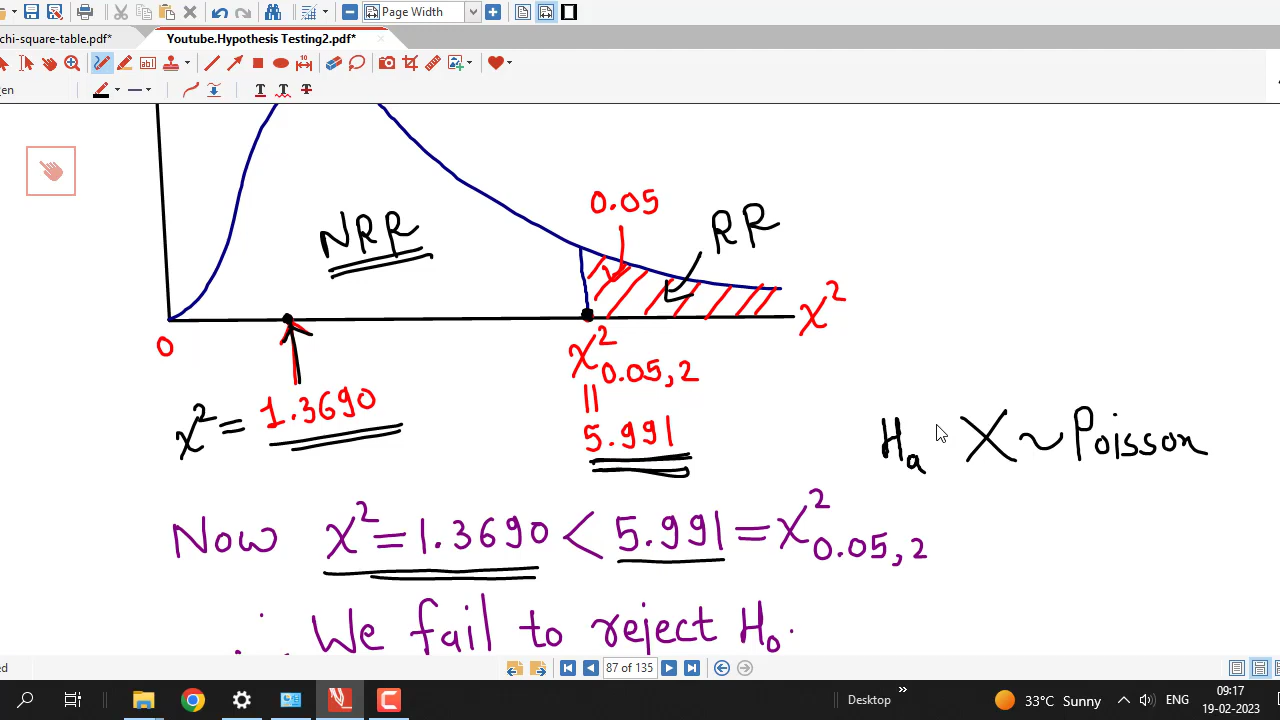 Page Width
chi-square-table.pdf*
Youtube.Hypothesis Testing2.pdf*
en
0.05
NRR
RR
χ²
0
χ²0.05,2
=
χ² = 1.3690
5.991
Ha X ~ Poisson
Now χ² = 1.3690 < 5.991 = χ²0.05,2
∴ We fail to reject H0.
ed
87 of 135
Desktop
»
33°C Sunny
ENG
09:17
19-02-2023